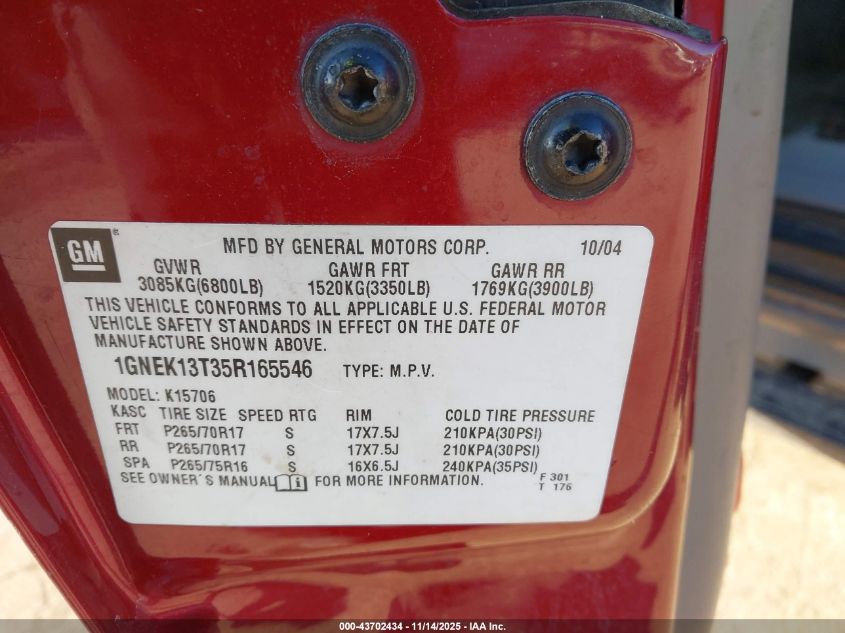 GM
MFD BY GENERAL MOTORS CORP. 10/04
GVWR GAWR FRT GAWR RR
3085KG(6800LB) 1520KG(3350LB) 1769KG(3900LB)
THIS VEHICLE CONFORMS TO ALL APPLICABLE U.S. FEDERAL MOTOR
VEHICLE SAFETY STANDARDS IN EFFECT ON THE DATE OF
MANUFACTURE SHOWN ABOVE.
1GNEK13T35R165546 TYPE: M.P.V.
MODEL: K15706
KASC TIRE SIZE SPEED RTG RIM COLD TIRE PRESSURE
FRT P265/70R17 S 17X7.5J 210KPA(30PSI)
RR P265/70R17 S 17X7.5J 210KPA(30PSI)
SPA P265/75R16 S 16X6.5J 240KPA(35PSI)
SEE OWNER'S MANUAL FOR MORE INFORMATION. F 301
T 176
000-43702434 - 11/14/2025 - IAA Inc.